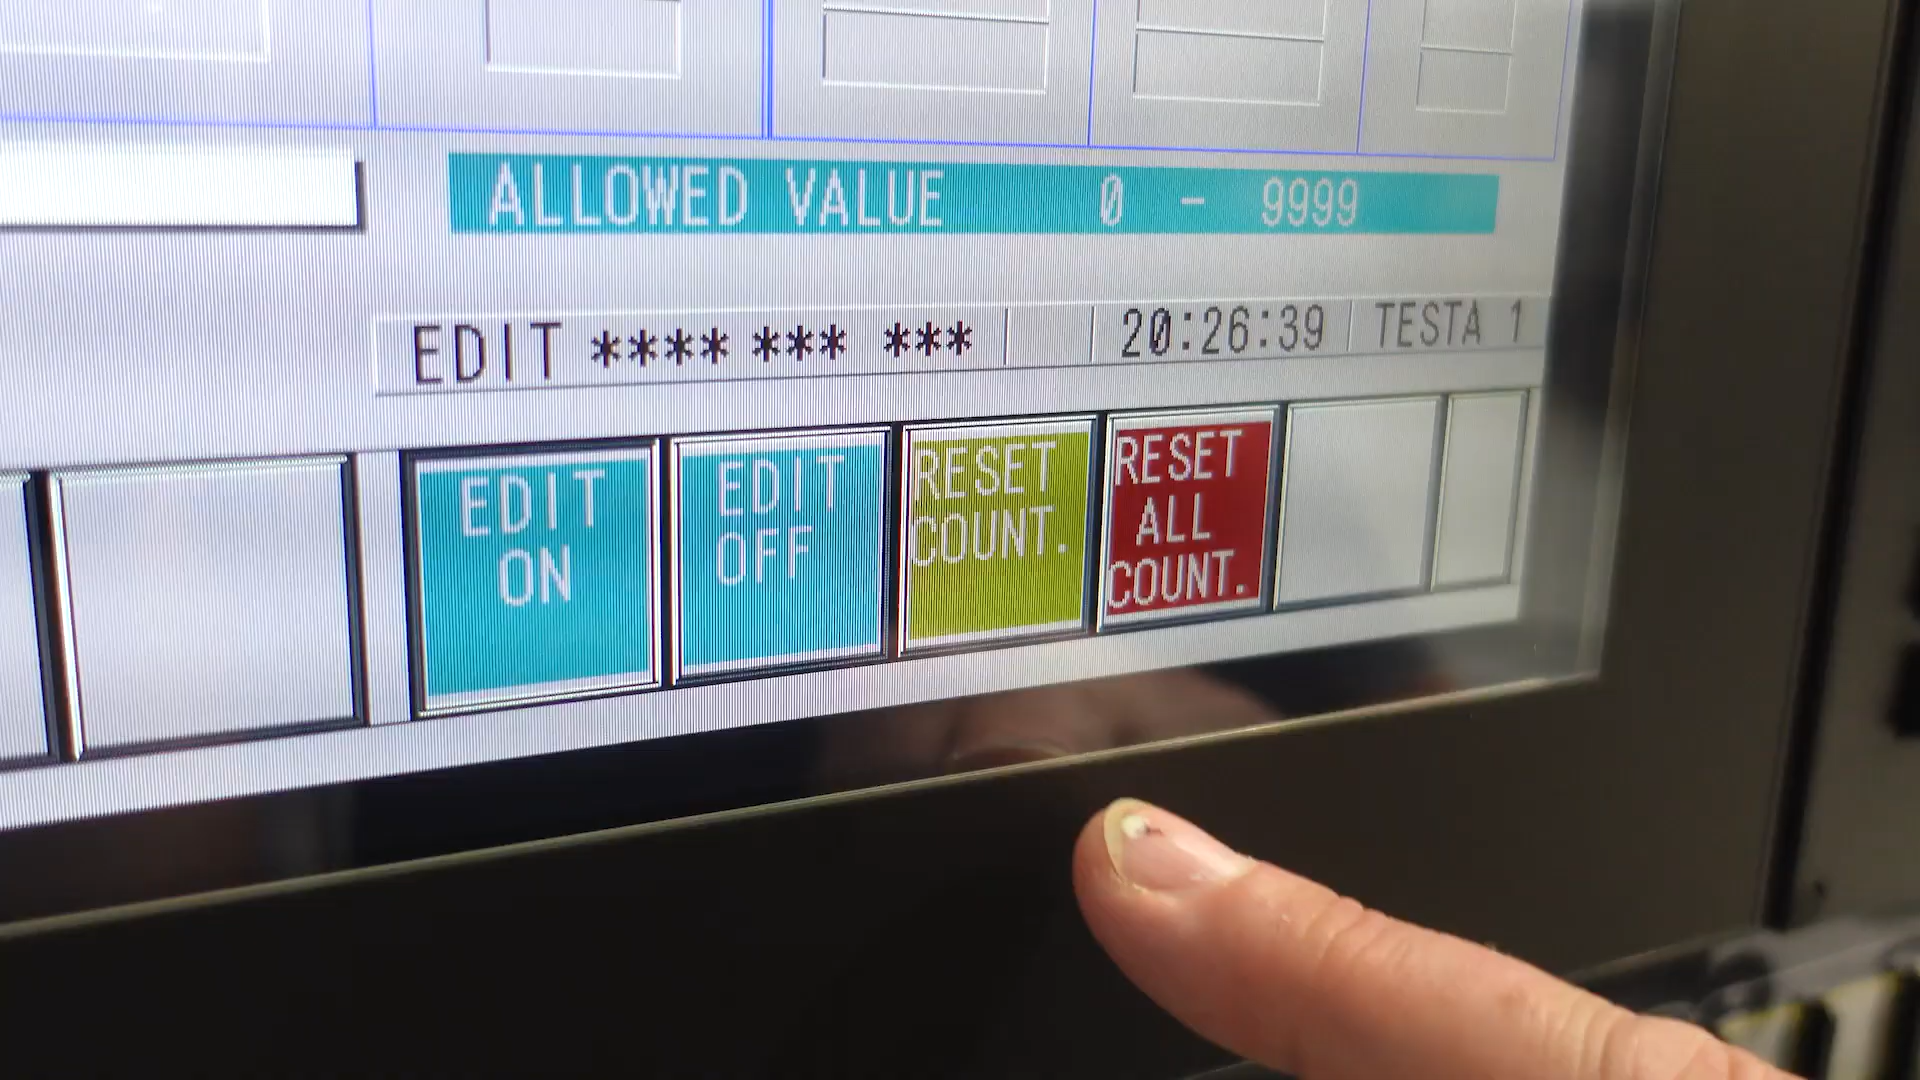 ALLOWED VALUE 0 - 9999
EDIT **** *** *** 20:26:39 TESTA 1
EDIT
ON
EDIT
OFF
RESET
COUNT.
RESET
ALL
COUNT.